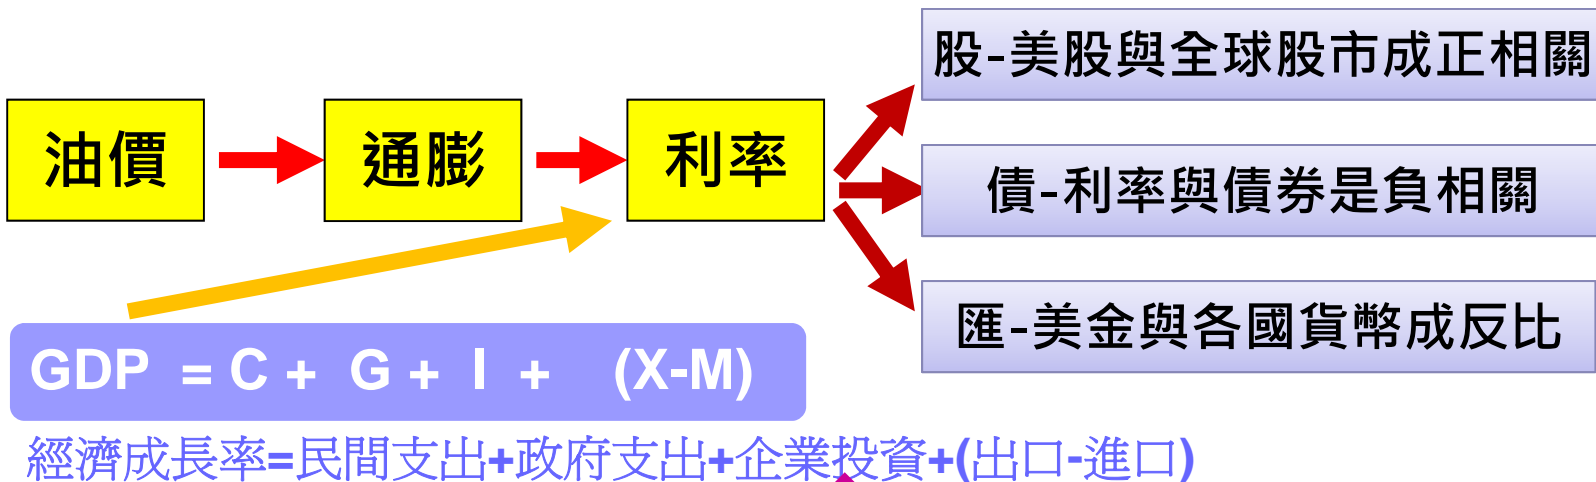 股-美股與全球股市成正相關
油價
通膨
利率
債-利率與債券是負相關
匯-美金與各國貨幣成反比
GDP = C + G + I + (X-M)
經濟成長率=民間支出+政府支出+企業投資+(出口-進口)